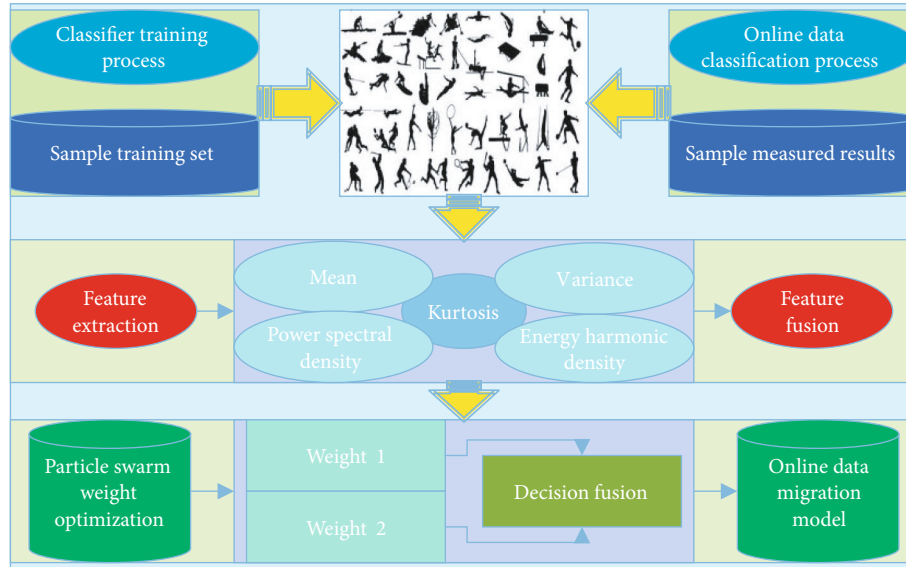 Classifier training
process
Online data
classification process
Sample training set
Sample measured results
Mean
Variance
Feature
extraction
Kurtosis
Feature
fusion
Power spectral
density
Energy harmonic
density
Particle swarm
weight
optimization
Weight 1
Weight 2
Decision fusion
Online data
migration
model